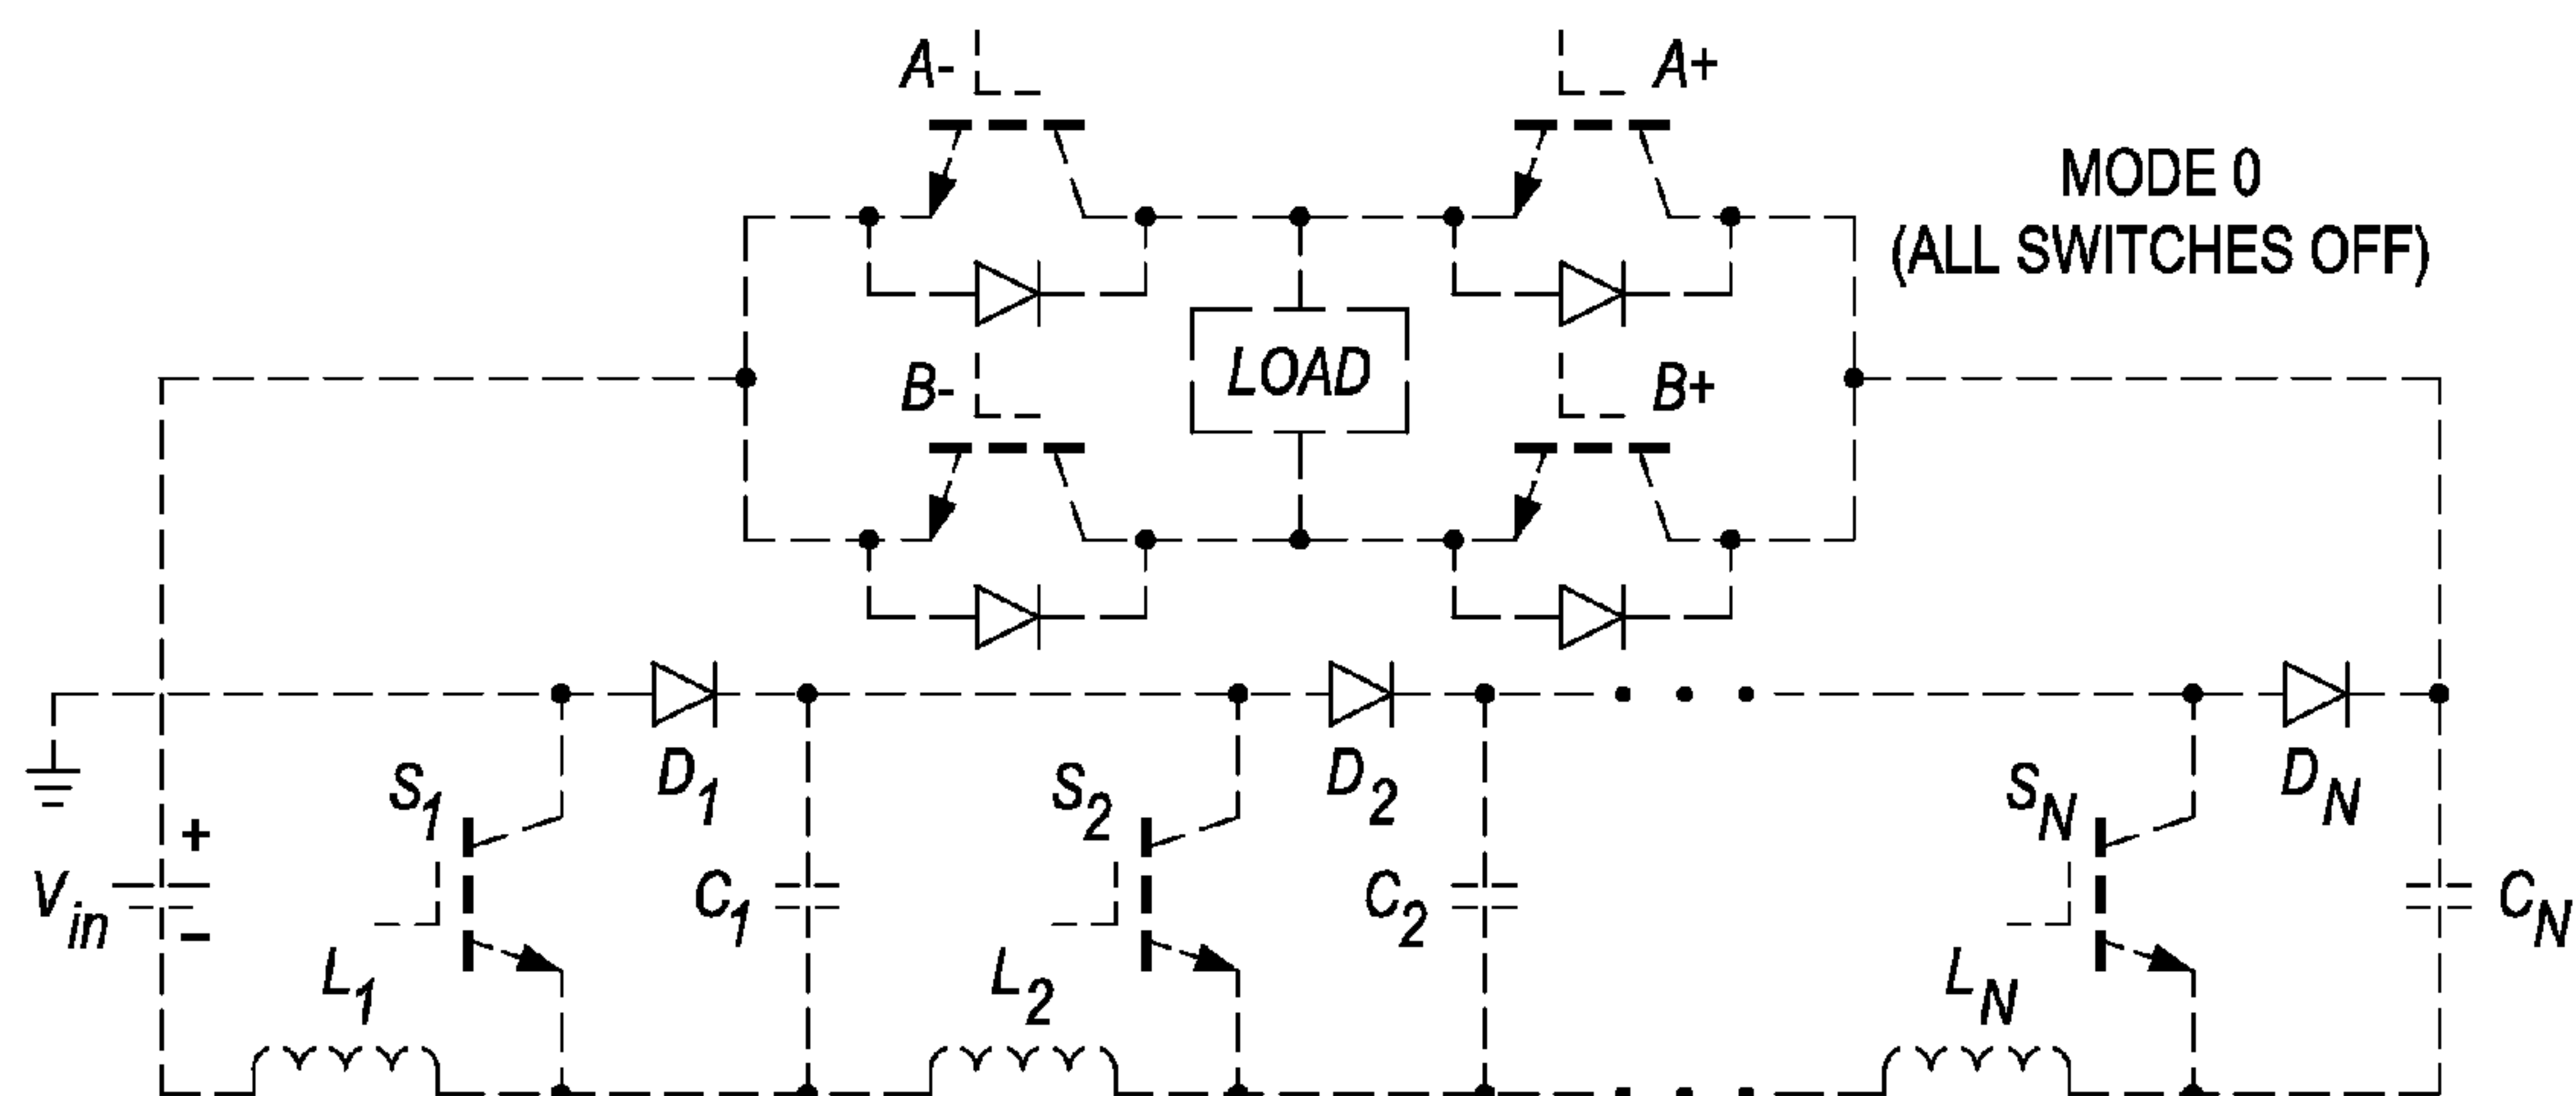 A-
A+
MODE 0
(ALL SWITCHES OFF)
LOAD
B-
B+
S1
D1
S2
D2
SN
DN
+
Vin
-
C1
C2
CN
L1
L2
LN